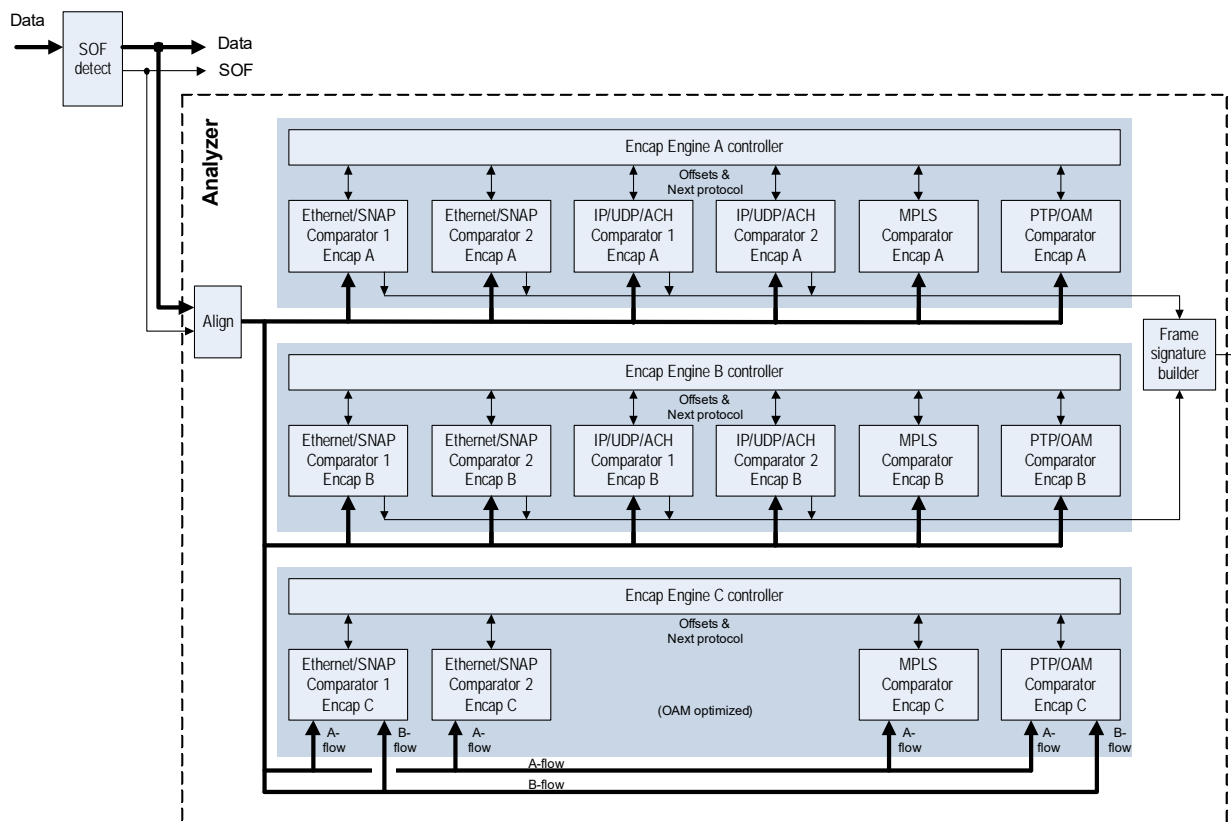 Data
SOF
detect
Data
SOF
Analyzer
Encap Engine A controller
Offsets &
Next protocol
Ethernet/SNAP
Comparator 1
Encap A
Ethernet/SNAP
Comparator 2
Encap A
IP/UDP/ACH
Comparator 1
Encap A
IP/UDP/ACH
Comparator 2
Encap A
MPLS
Comparator
Encap A
PTP/OAM
Comparator
Encap A
Align
Frame
signature
builder
Encap Engine B controller
Offsets &
Next protocol
Ethernet/SNAP
Comparator 1
Encap B
Ethernet/SNAP
Comparator 2
Encap B
IP/UDP/ACH
Comparator 1
Encap B
IP/UDP/ACH
Comparator 2
Encap B
MPLS
Comparator
Encap B
PTP/OAM
Comparator
Encap B
Encap Engine C controller
Offsets &
Next protocol
Ethernet/SNAP
Comparator 1
Encap C
Ethernet/SNAP
Comparator 2
Encap C
(OAM optimized)
MPLS
Comparator
Encap C
PTP/OAM
Comparator
Encap C
A-
flow
B-
flow
A-
flow
A-
flow
A-
flow
B-
flow
A-flow
B-flow